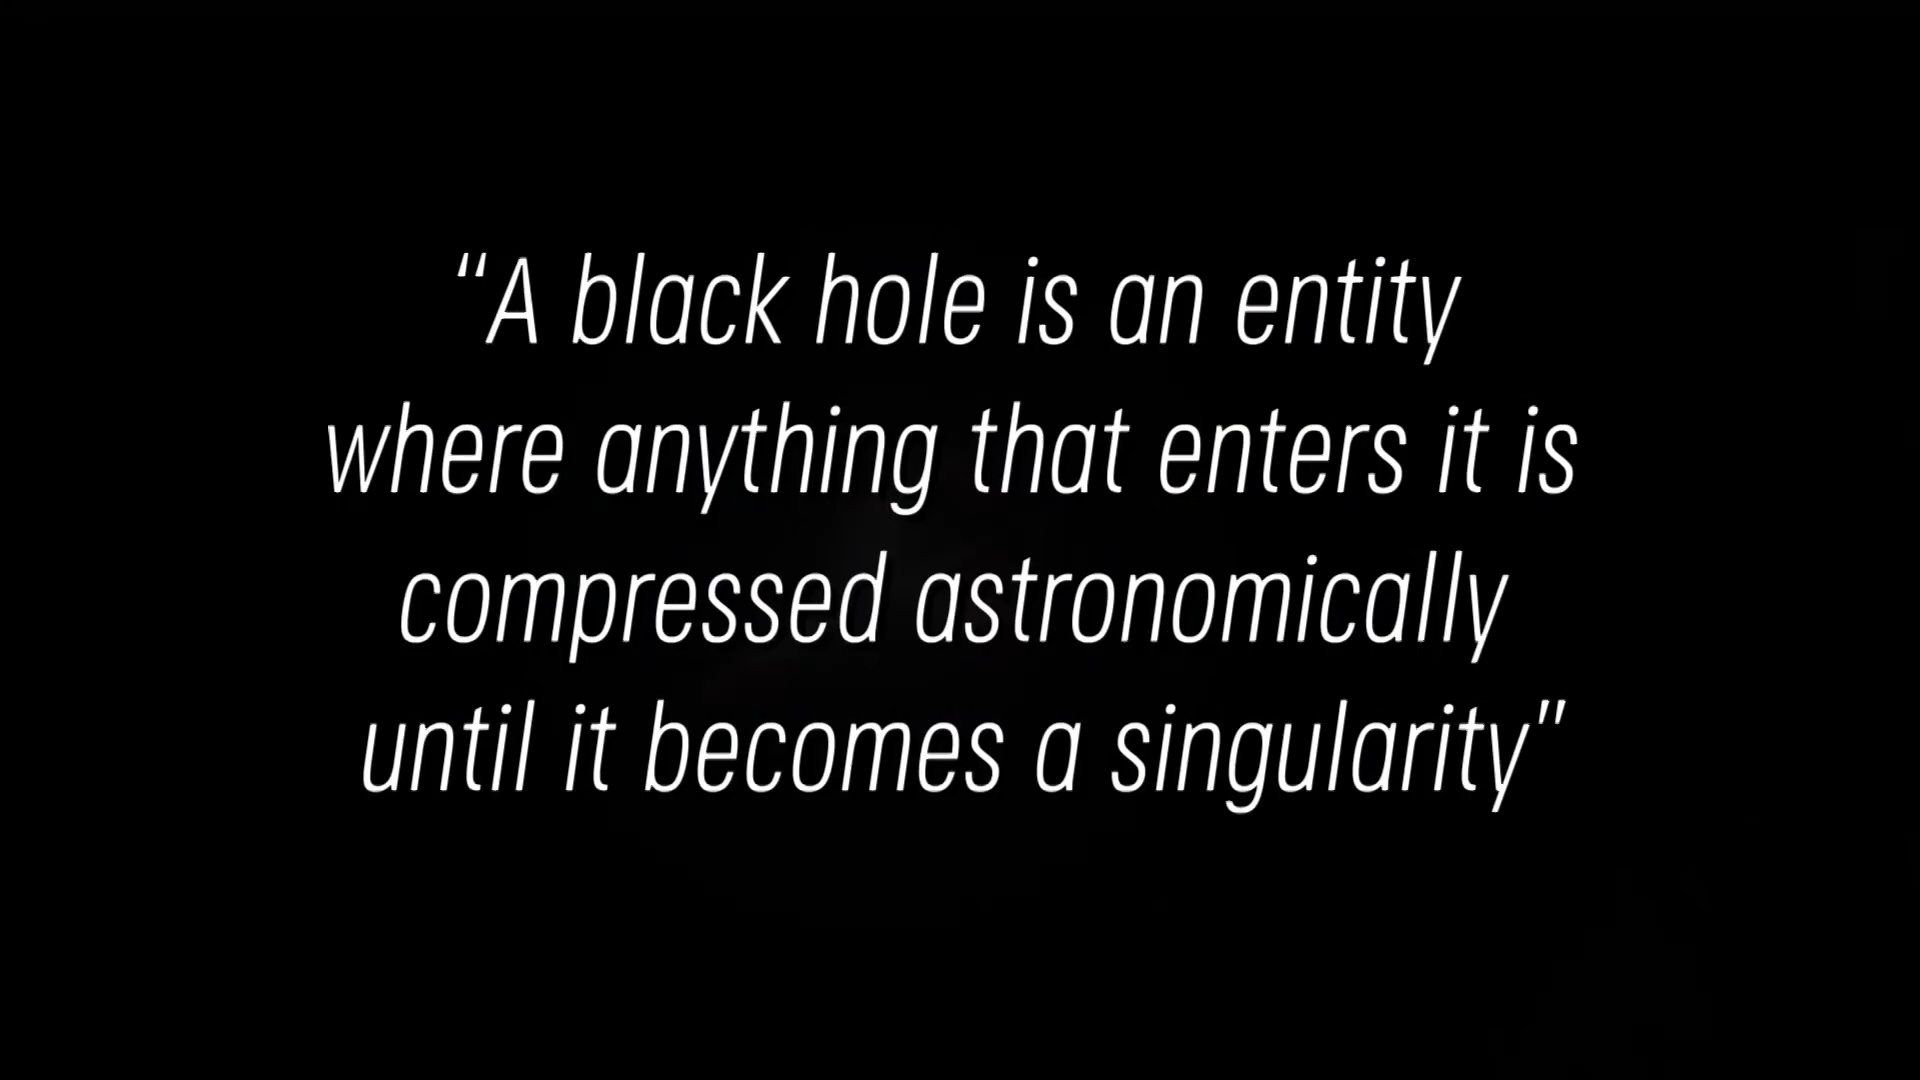 “A black hole is an entity
where anything that enters it is
compressed astronomically
until it becomes a singularity”